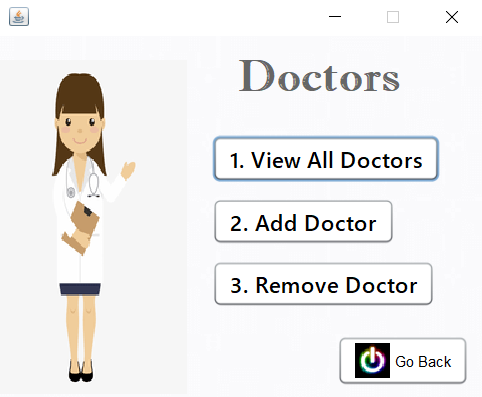 Doctors
1. View All Doctors
2. Add Doctor
3. Remove Doctor
Go Back